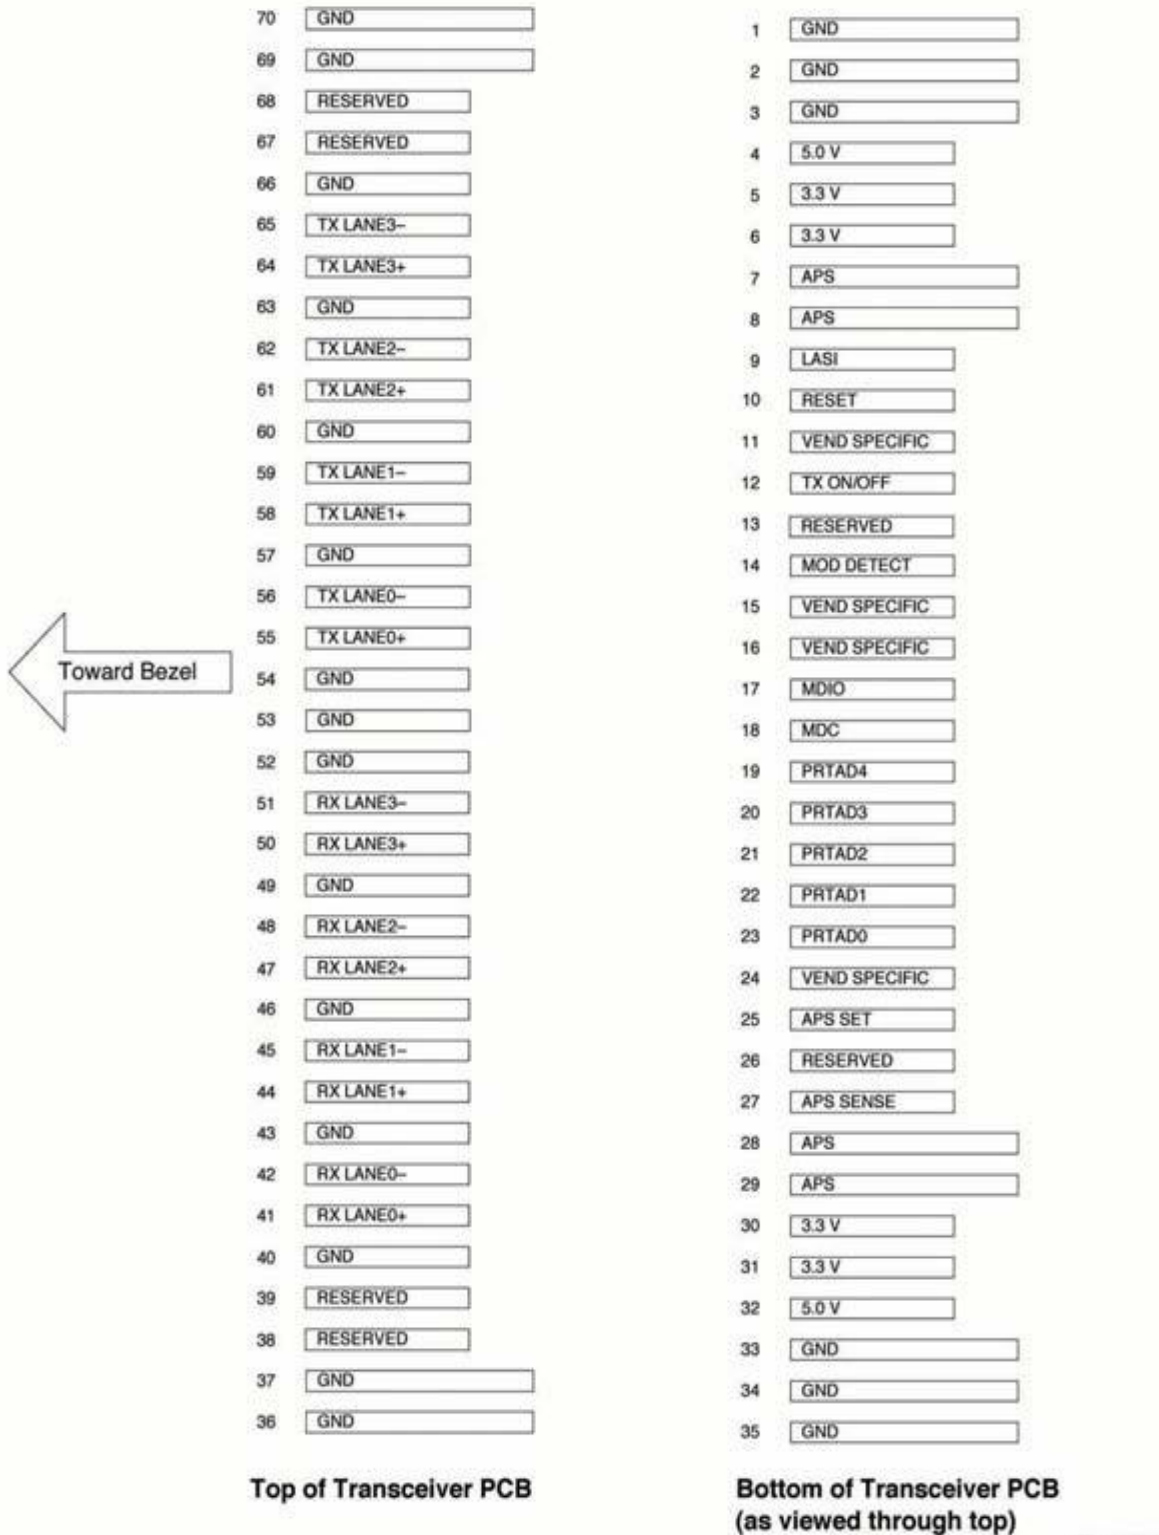 70 GND
69 GND
68 RESERVED
67 RESERVED
66 GND
65 TX LANE3–
64 TX LANE3+
63 GND
62 TX LANE2–
61 TX LANE2+
60 GND
59 TX LANE1–
58 TX LANE1+
57 GND
56 TX LANE0–
55 TX LANE0+
54 GND
53 GND
52 GND
51 RX LANE3–
50 RX LANE3+
49 GND
48 RX LANE2–
47 RX LANE2+
46 GND
45 RX LANE1–
44 RX LANE1+
43 GND
42 RX LANE0–
41 RX LANE0+
40 GND
39 RESERVED
38 RESERVED
37 GND
36 GND
Toward Bezel
Top of Transceiver PCB
1 GND
2 GND
3 GND
4 5.0 V
5 3.3 V
6 3.3 V
7 APS
8 APS
9 LASI
10 RESET
11 VEND SPECIFIC
12 TX ON/OFF
13 RESERVED
14 MOD DETECT
15 VEND SPECIFIC
16 VEND SPECIFIC
17 MDIO
18 MDC
19 PRTAD4
20 PRTAD3
21 PRTAD2
22 PRTAD1
23 PRTAD0
24 VEND SPECIFIC
25 APS SET
26 RESERVED
27 APS SENSE
28 APS
29 APS
30 3.3 V
31 3.3 V
32 5.0 V
33 GND
34 GND
35 GND
Bottom of Transceiver PCB
(as viewed through top)